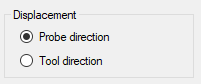 Displacement
Probe direction
Tool direction